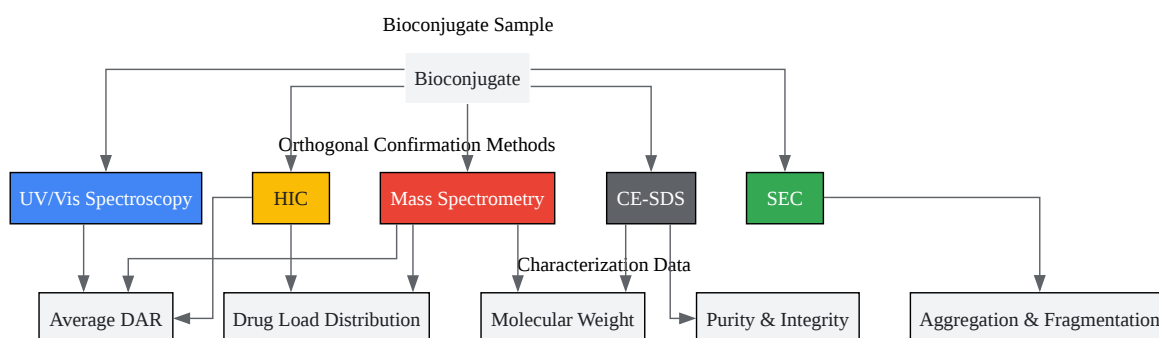 Bioconjugate Sample
Bioconjugate
Orthogonal Confirmation Methods
UV/Vis Spectroscopy
HIC
Mass Spectrometry
CE-SDS
SEC
Characterization Data
Average DAR
Drug Load Distribution
Molecular Weight
Purity & Integrity
Aggregation & Fragmentation